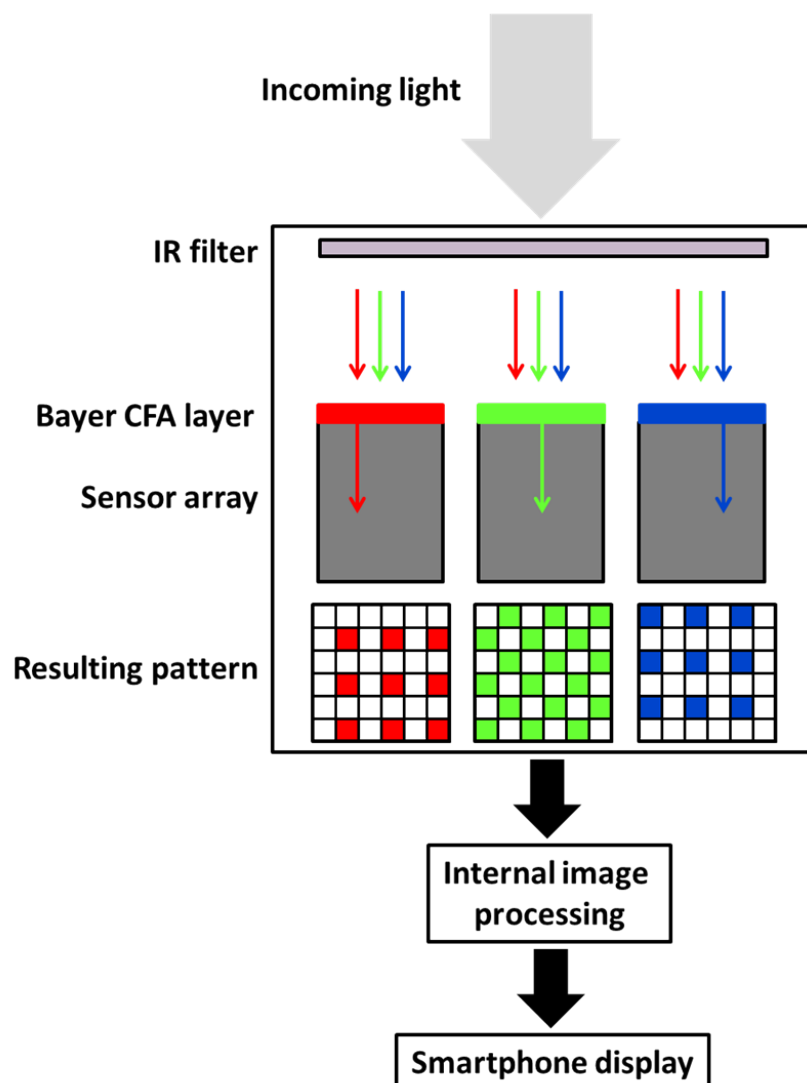 Incoming light
IR filter
Bayer CFA layer
Sensor array
Resulting pattern
Internal image
processing
Smartphone display